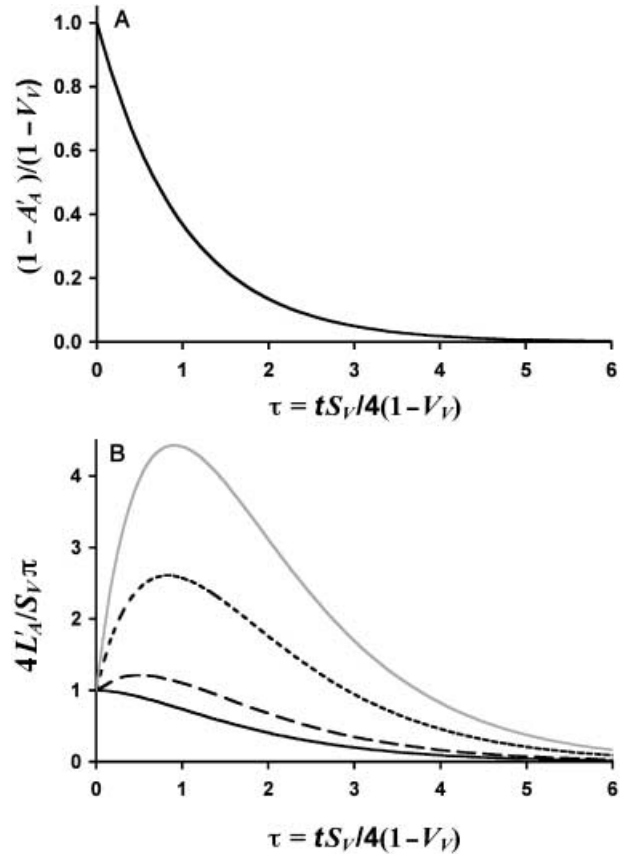 A
(1 – A′A)/(1 – VV)
1.0
0.8
0.6
0.4
0.2
0.0
0 1 2 3 4 5 6
τ = tSV/4(1–VV)
B
4L′A/SVπ
4
3
2
1
0
0 1 2 3 4 5 6
τ = tSV/4(1–VV)